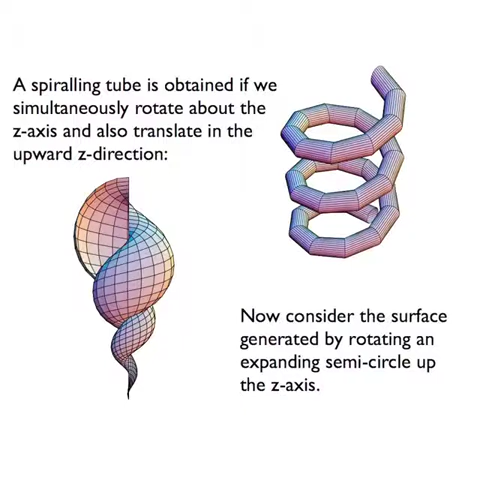 A spiralling tube is obtained if we
simultaneously rotate about the
z-axis and also translate in the
upward z-direction:
Now consider the surface
generated by rotating an
expanding semi-circle up
the z-axis.